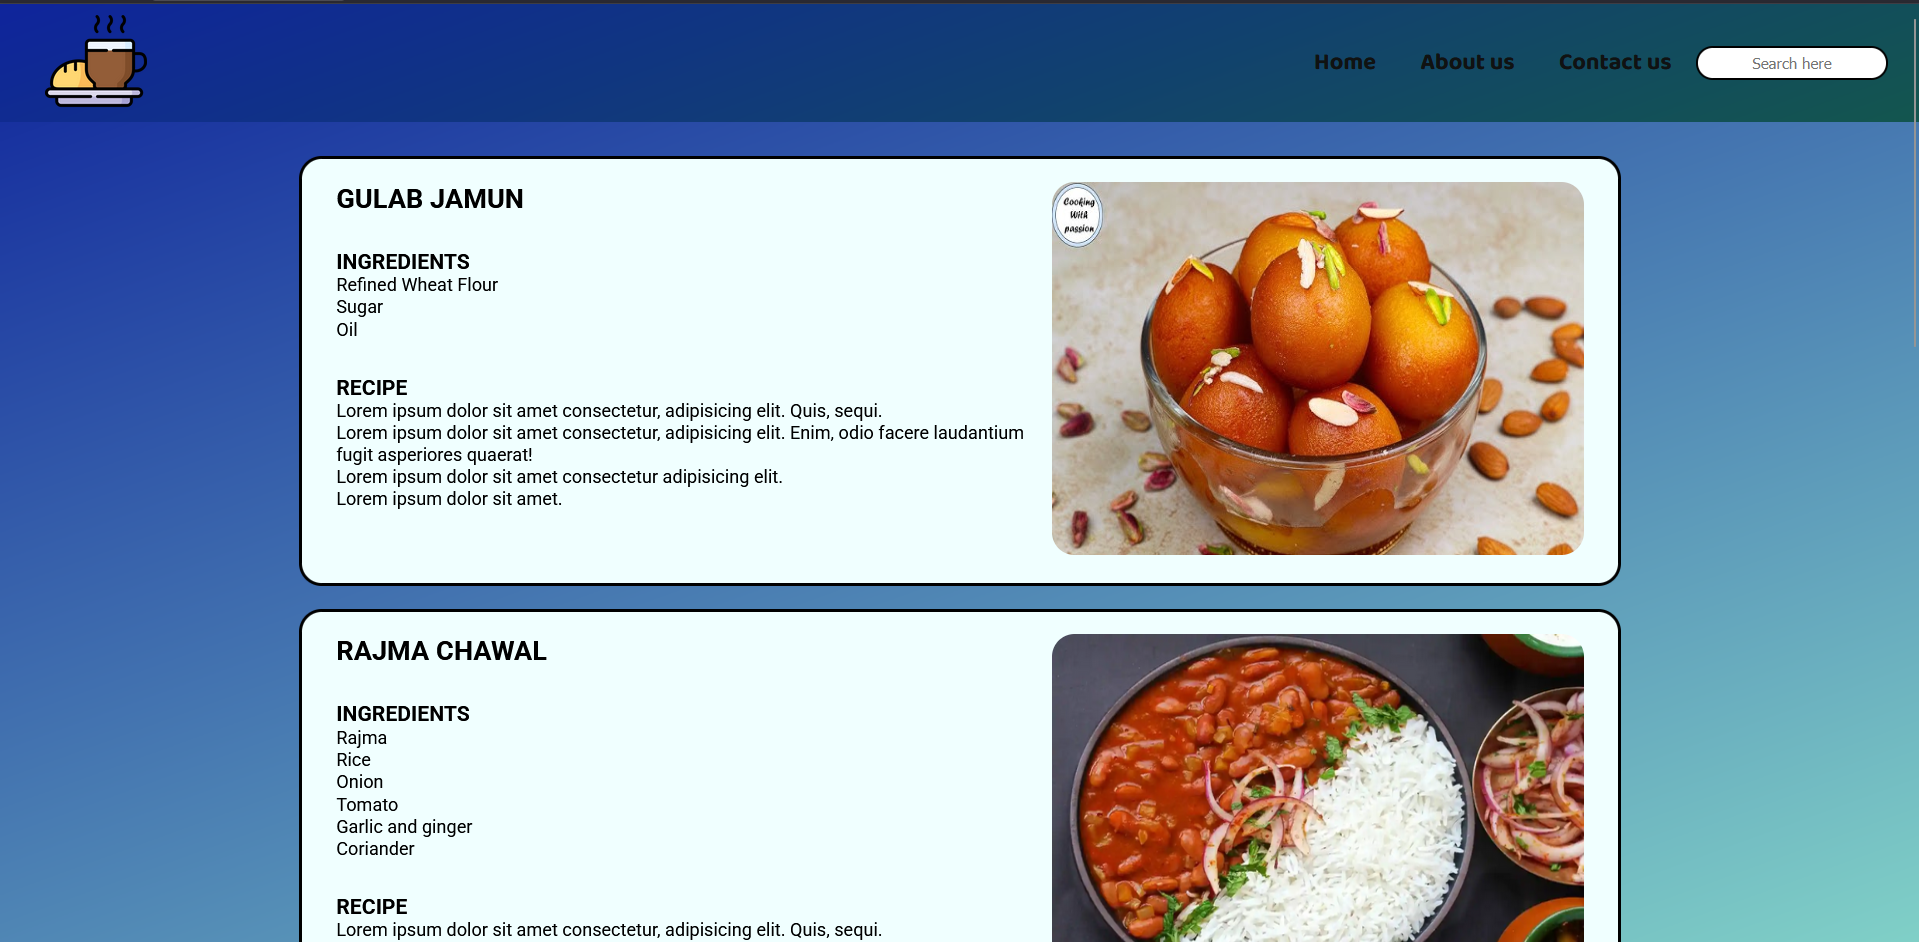 Home About us Contact us Search here
GULAB JAMUN
INGREDIENTS
Refined Wheat Flour
Sugar
Oil
RECIPE
Lorem ipsum dolor sit amet consectetur, adipisicing elit. Quis, sequi.
Lorem ipsum dolor sit amet consectetur, adipisicing elit. Enim, odio facere laudantium
fugit asperiores quaerat!
Lorem ipsum dolor sit amet consectetur adipisicing elit.
Lorem ipsum dolor sit amet.
Cooking
With
passion
RAJMA CHAWAL
INGREDIENTS
Rajma
Rice
Onion
Tomato
Garlic and ginger
Coriander
RECIPE
Lorem ipsum dolor sit amet consectetur, adipisicing elit. Quis, sequi.